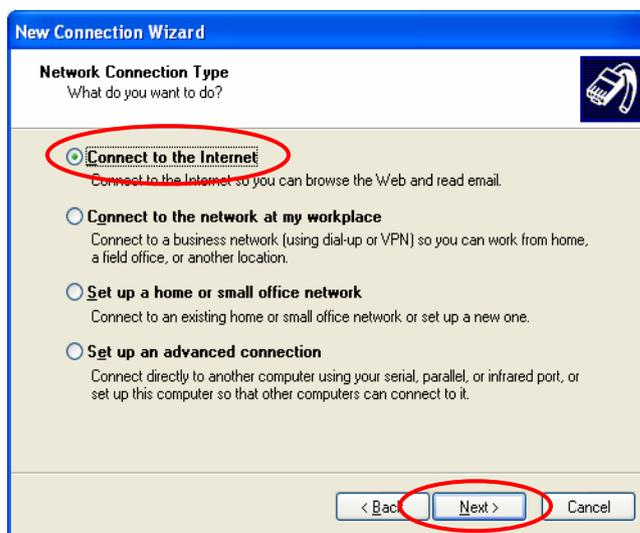 New Connection Wizard
Network Connection Type
What do you want to do?
Connect to the Internet
Connect to the Internet so you can browse the Web and read email.
Connect to the network at my workplace
Connect to a business network (using dial-up or VPN) so you can work from home,
a field office, or another location.
Set up a home or small office network
Connect to an existing home or small office network or set up a new one.
Set up an advanced connection
Connect directly to another computer using your serial, parallel, or infrared port, or
set up this computer so that other computers can connect to it.
< Back Next > Cancel